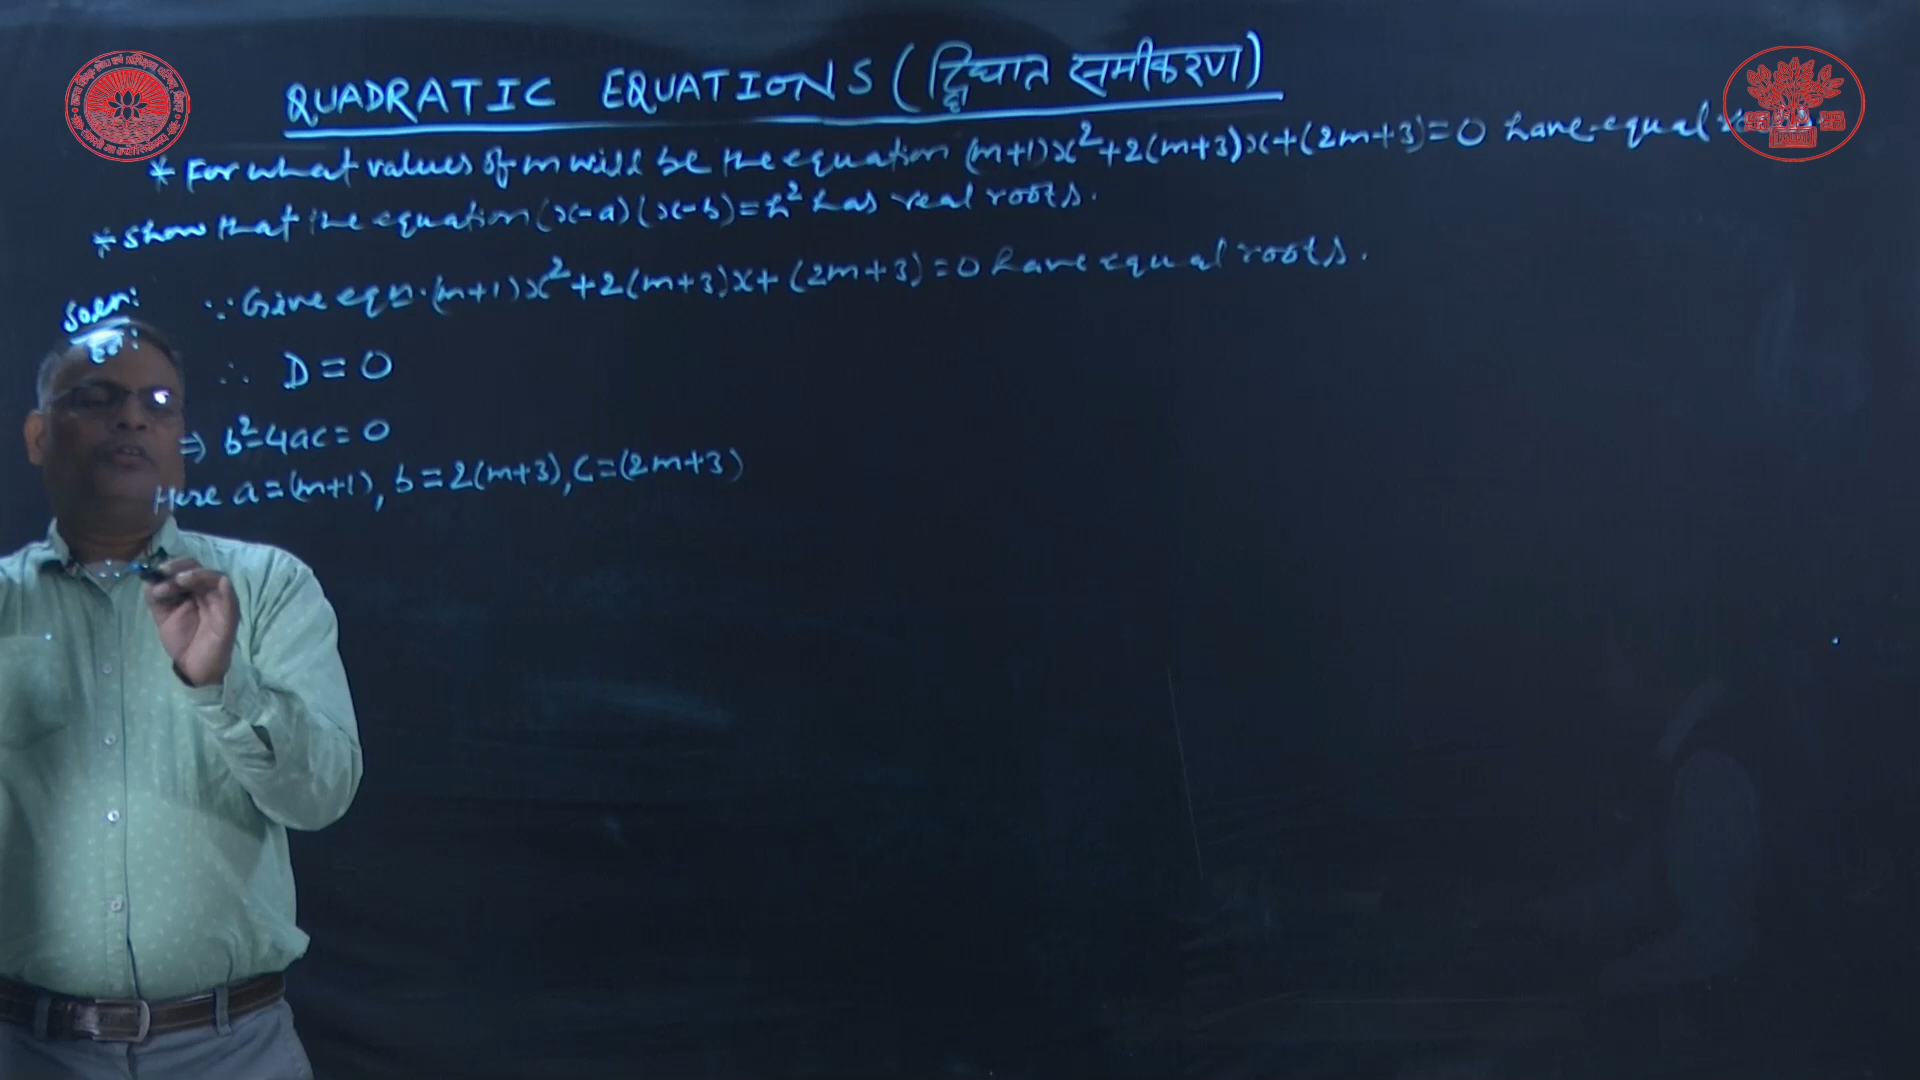 QUADRATIC EQUATIONS (द्विघात समीकरण)
* For what values of m will be the equation (m+1)x²+2(m+3)x+(2m+3)=0 have equal
* Show that the equation (x-a)(x-b)=h² has real roots.
Soln: ∵ Give eqn. (m+1)x²+2(m+3)x+(2m+3)=0 have equal roots.
हल:
∴ D=0
⇒ b²-4ac=0
Here a=(m+1), b=2(m+3), c=(2m+3)